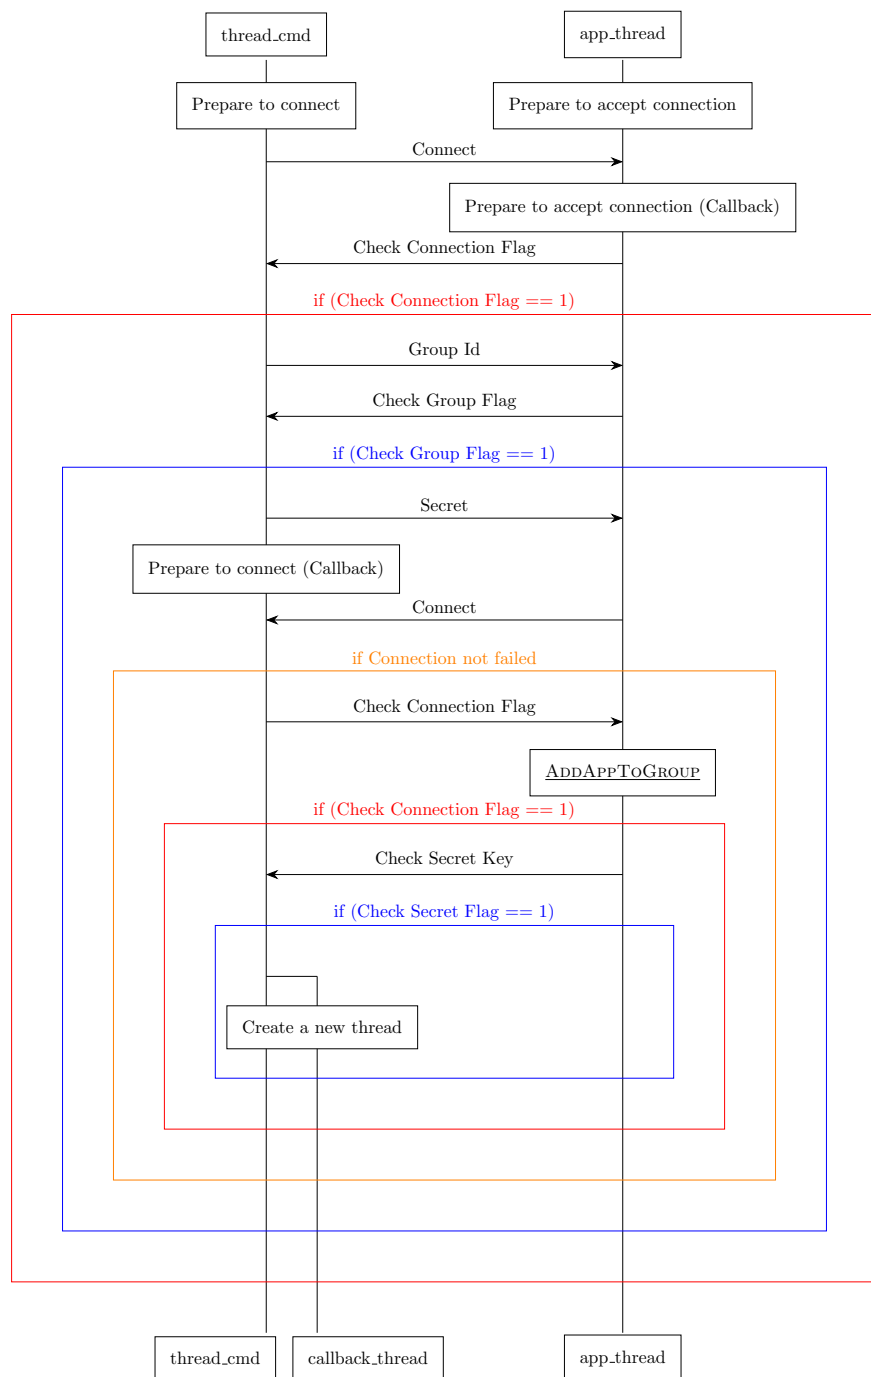 thread_cmd
app_thread
Prepare to connect
Prepare to accept connection
Connect
Prepare to accept connection (Callback)
Check Connection Flag
if (Check Connection Flag == 1)
Group Id
Check Group Flag
if (Check Group Flag == 1)
Secret
Prepare to connect (Callback)
Connect
if Connection not failed
Check Connection Flag
ADDAPPTOGROUP
if (Check Connection Flag == 1)
Check Secret Key
if (Check Secret Flag == 1)
Create a new thread
thread_cmd
callback_thread
app_thread